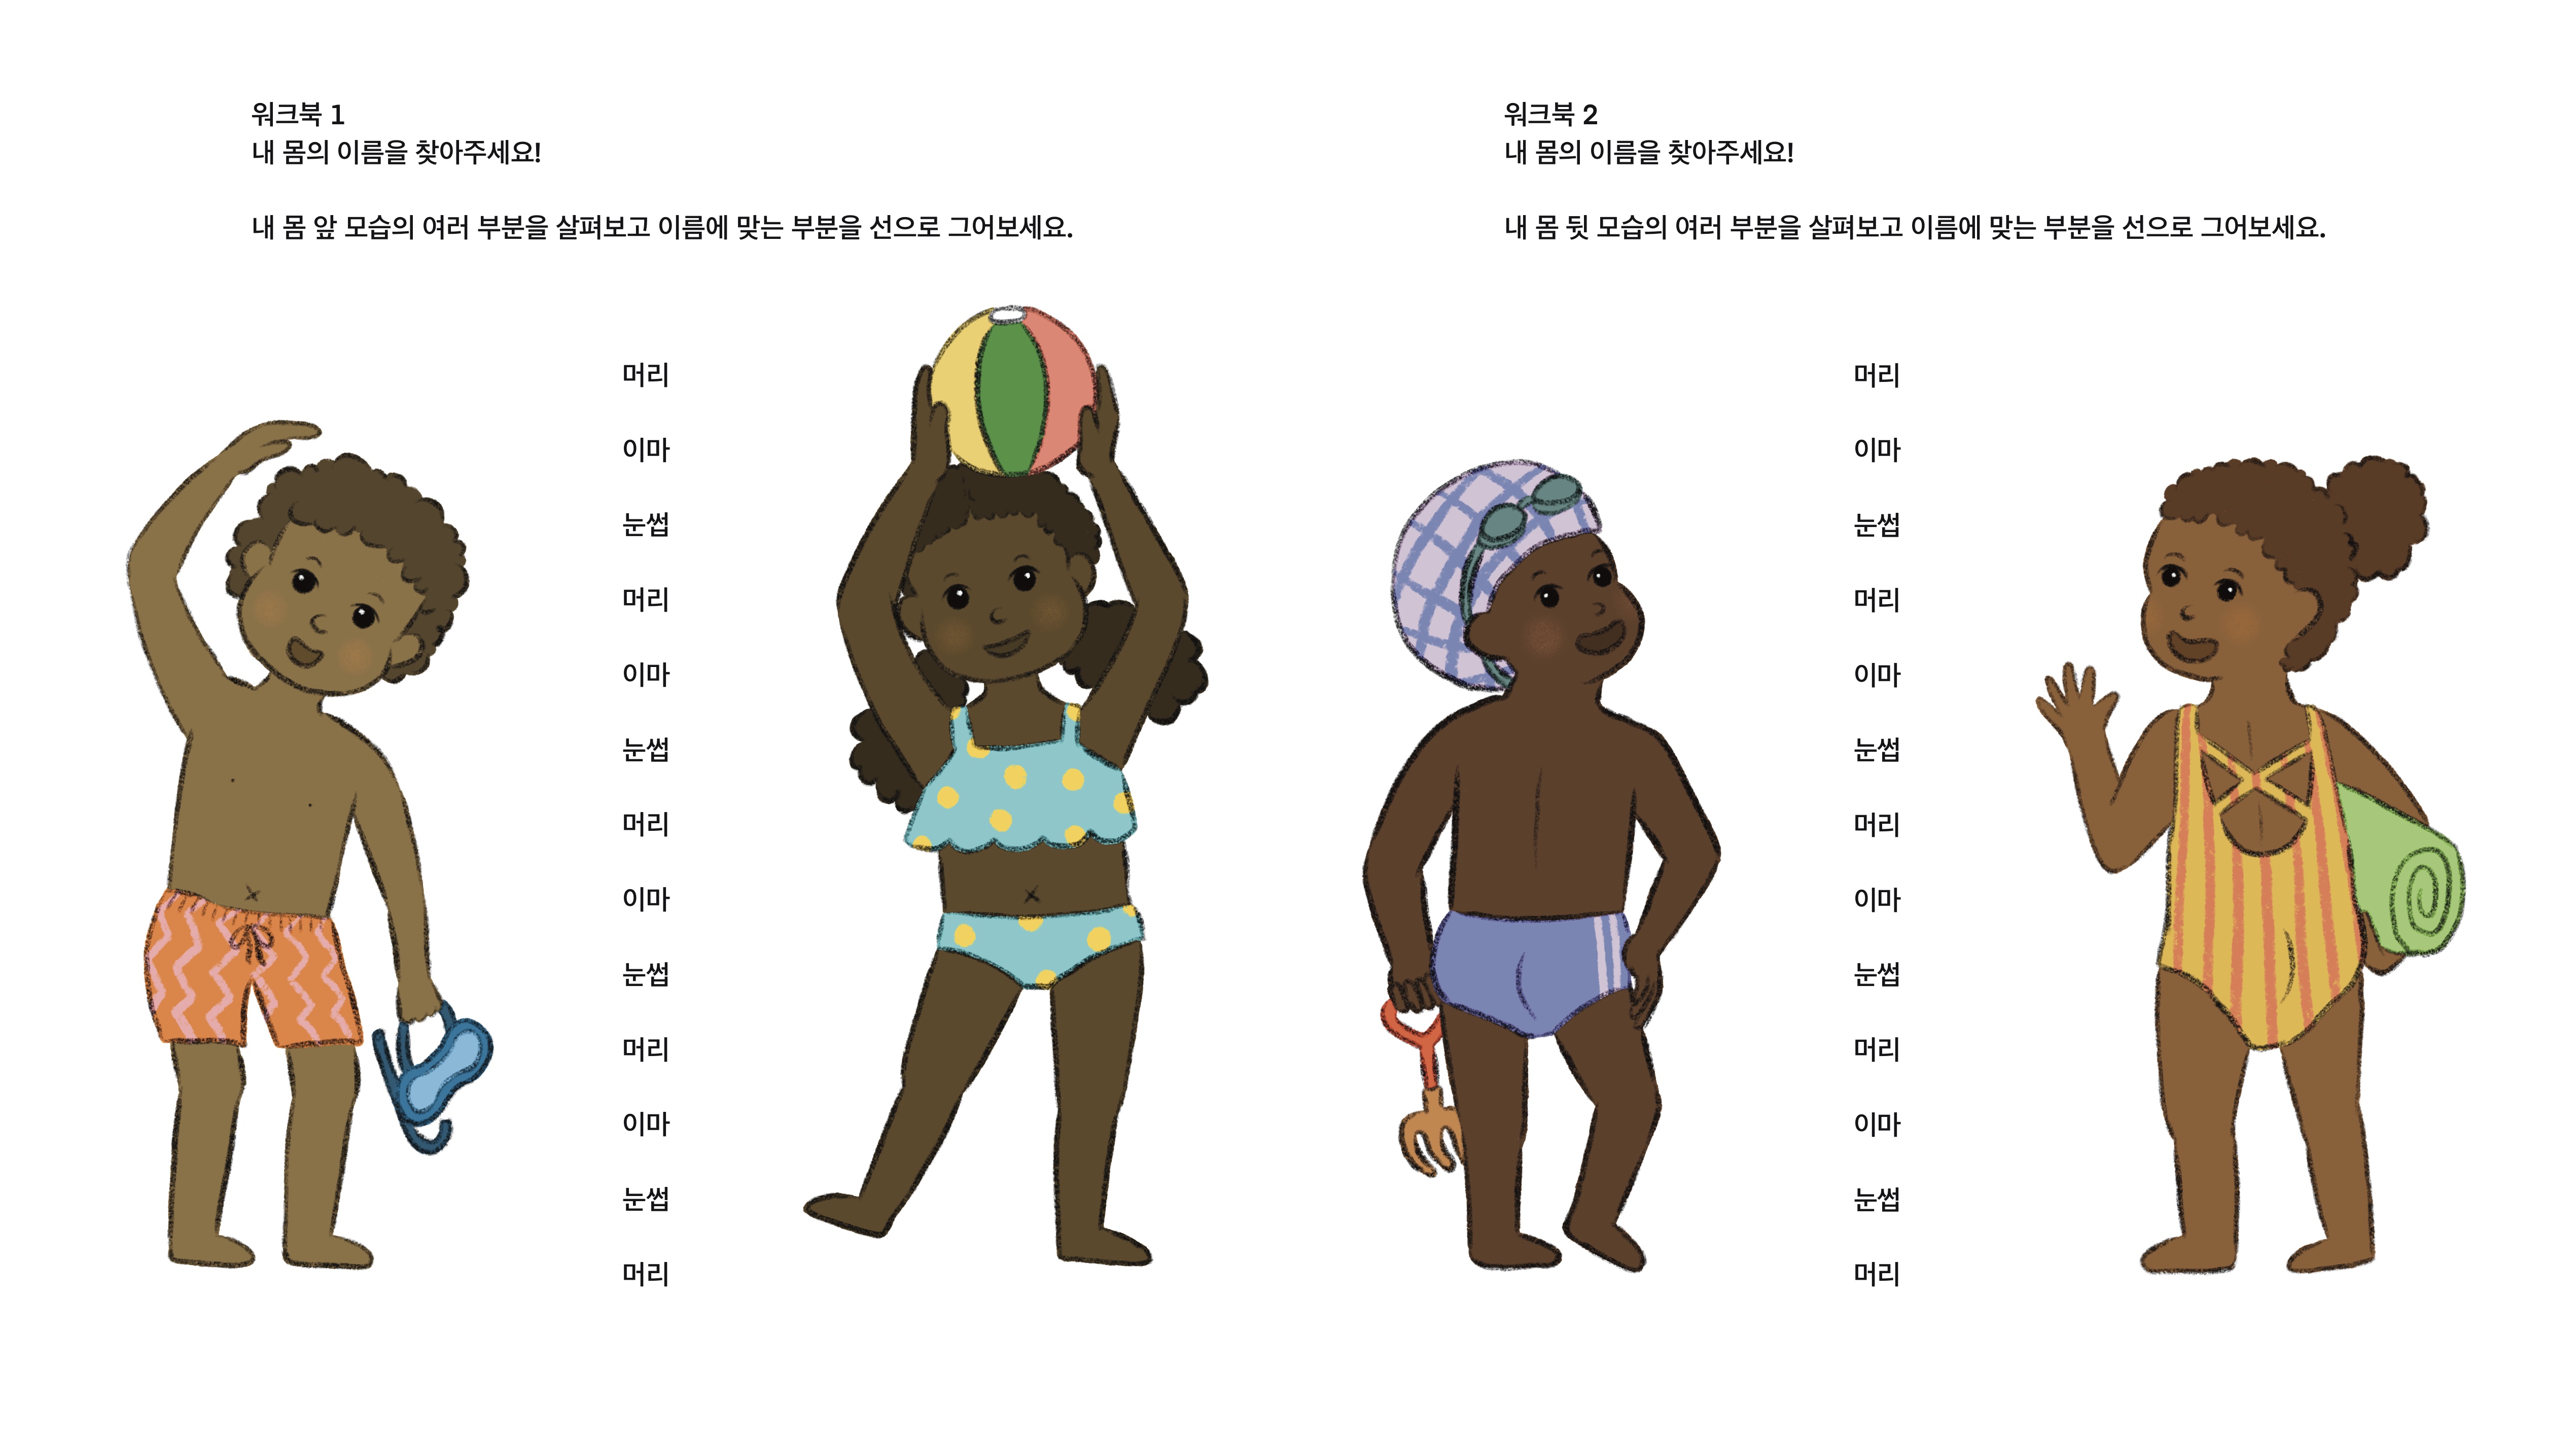 워크북 1
내 몸의 이름을 찾아주세요!
내 몸 앞 모습의 여러 부분을 살펴보고 이름에 맞는 부분을 선으로 그어보세요.
머리
이마
눈썹
머리
이마
눈썹
머리
이마
눈썹
머리
이마
눈썹
머리
워크북 2
내 몸의 이름을 찾아주세요!
내 몸 뒷 모습의 여러 부분을 살펴보고 이름에 맞는 부분을 선으로 그어보세요.
머리
이마
눈썹
머리
이마
눈썹
머리
이마
눈썹
머리
이마
눈썹
머리